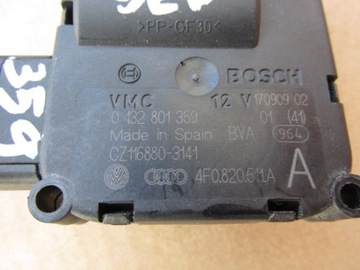 >PP-GF30<
359
BOSCH
VMC 12 V 170909 02
0 132 801 359 01 (41)
Made in Spain BVA 964
CZ116880-3141
4F0.820.511.A A